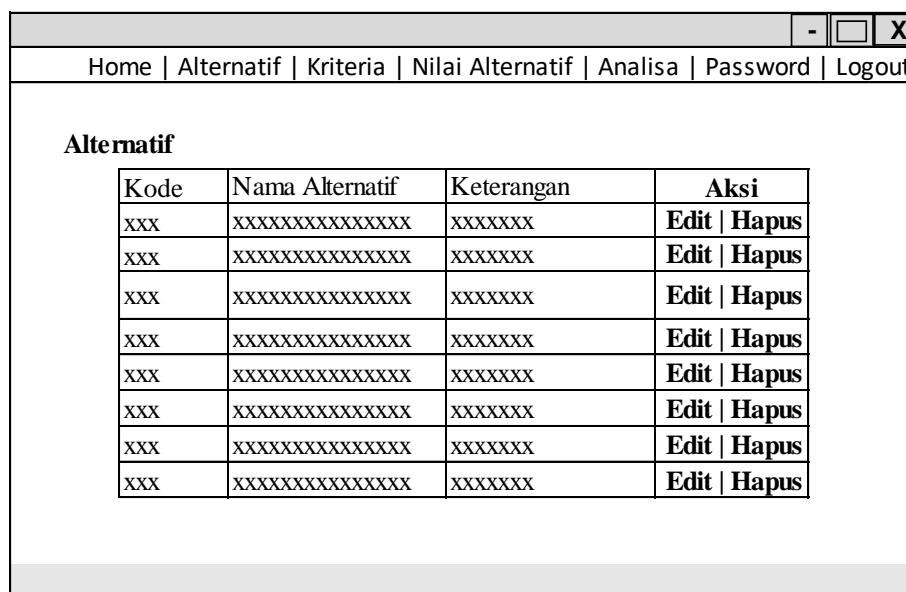 - X
Home | Alternatif | Kriteria | Nilai Alternatif | Analisa | Password | Logout
Alternatif
Kode Nama Alternatif Keterangan Aksi
xxx xxxxxxxxxxxxxxx xxxxxxx Edit | Hapus
xxx xxxxxxxxxxxxxxx xxxxxxx Edit | Hapus
xxx xxxxxxxxxxxxxxx xxxxxxx Edit | Hapus
xxx xxxxxxxxxxxxxxx xxxxxxx Edit | Hapus
xxx xxxxxxxxxxxxxxx xxxxxxx Edit | Hapus
xxx xxxxxxxxxxxxxxx xxxxxxx Edit | Hapus
xxx xxxxxxxxxxxxxxx xxxxxxx Edit | Hapus
xxx xxxxxxxxxxxxxxx xxxxxxx Edit | Hapus